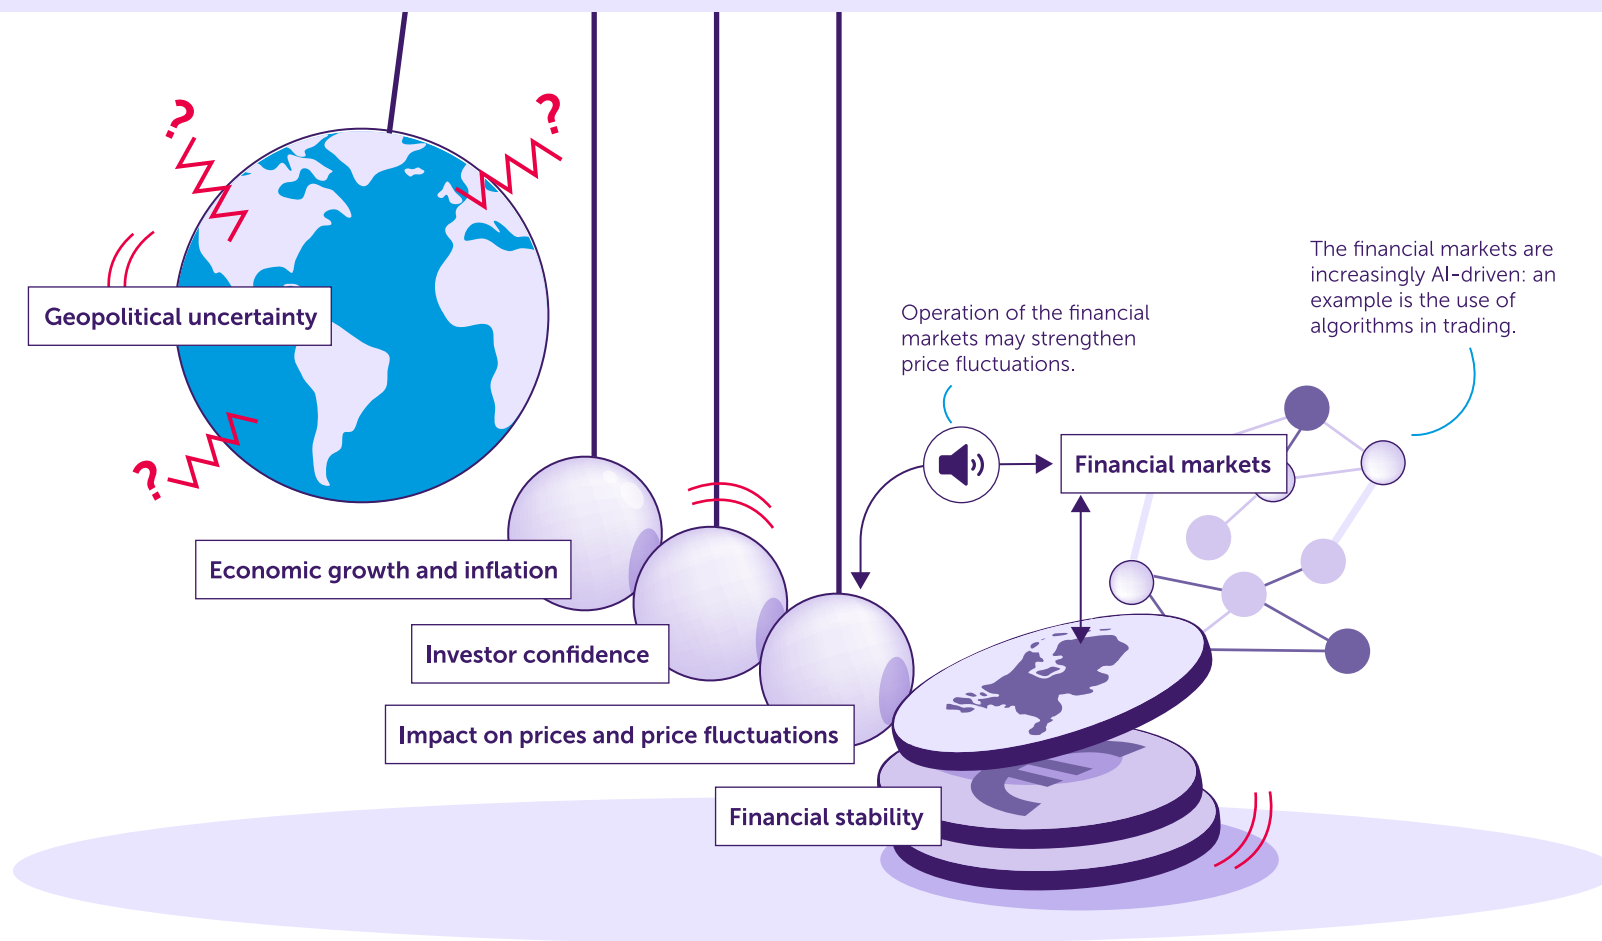 ?
?
Geopolitical uncertainty
?
The financial markets are
increasingly AI-driven: an
example is the use of
algorithms in trading.
Operation of the financial
markets may strengthen
price fluctuations.
Financial markets
Economic growth and inflation
Investor confidence
Impact on prices and price fluctuations
€
Financial stability